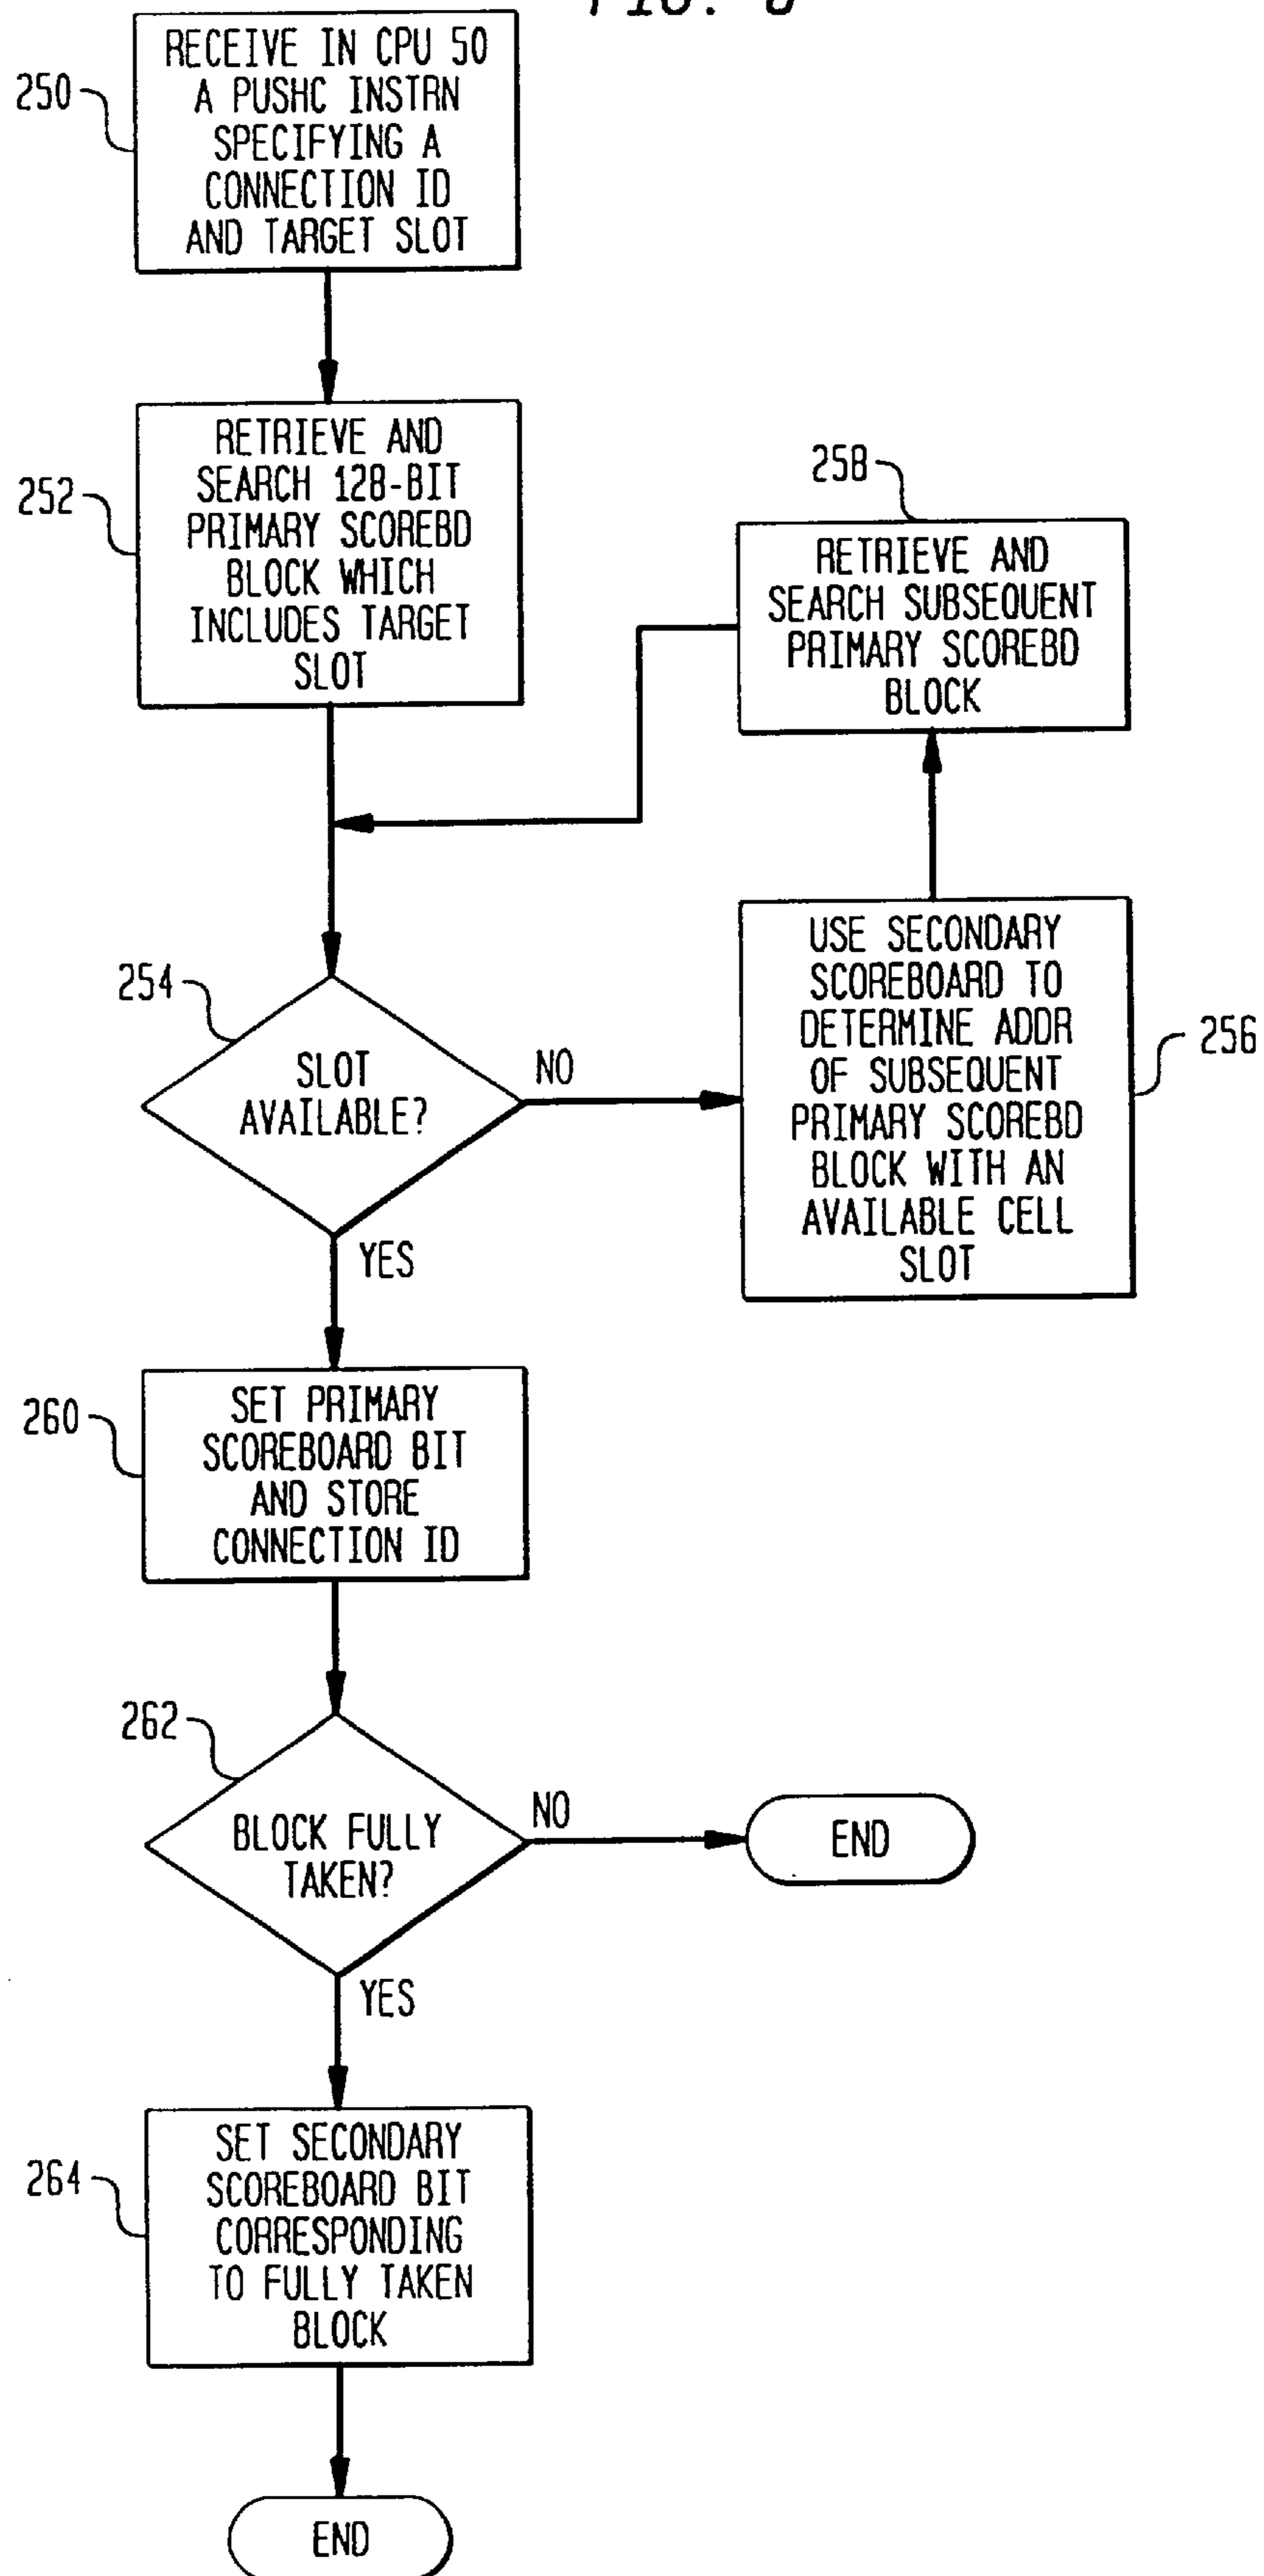 FIG. 
250
RECEIVE IN CPU 50
A PUSHC INSTRN
SPECIFYING A
CONNECTION ID
AND TARGET SLOT
252
RETRIEVE AND
SEARCH 128-BIT
PRIMARY SCOREBD
BLOCK WHICH
INCLUDES TARGET
SLOT
258
RETRIEVE AND
SEARCH SUBSEQUENT
PRIMARY SCOREBD
BLOCK
254
SLOT
AVAILABLE?
NO
YES
USE SECONDARY
SCOREBOARD TO
DETERMINE ADDR
OF SUBSEQUENT
PRIMARY SCOREBD
BLOCK WITH AN
AVAILABLE CELL
SLOT
256
260
SET PRIMARY
SCOREBOARD BIT
AND STORE
CONNECTION ID
262
BLOCK FULLY
TAKEN?
NO
END
YES
264
SET SECONDARY
SCOREBOARD BIT
CORRESPONDING
TO FULLY TAKEN
BLOCK
END